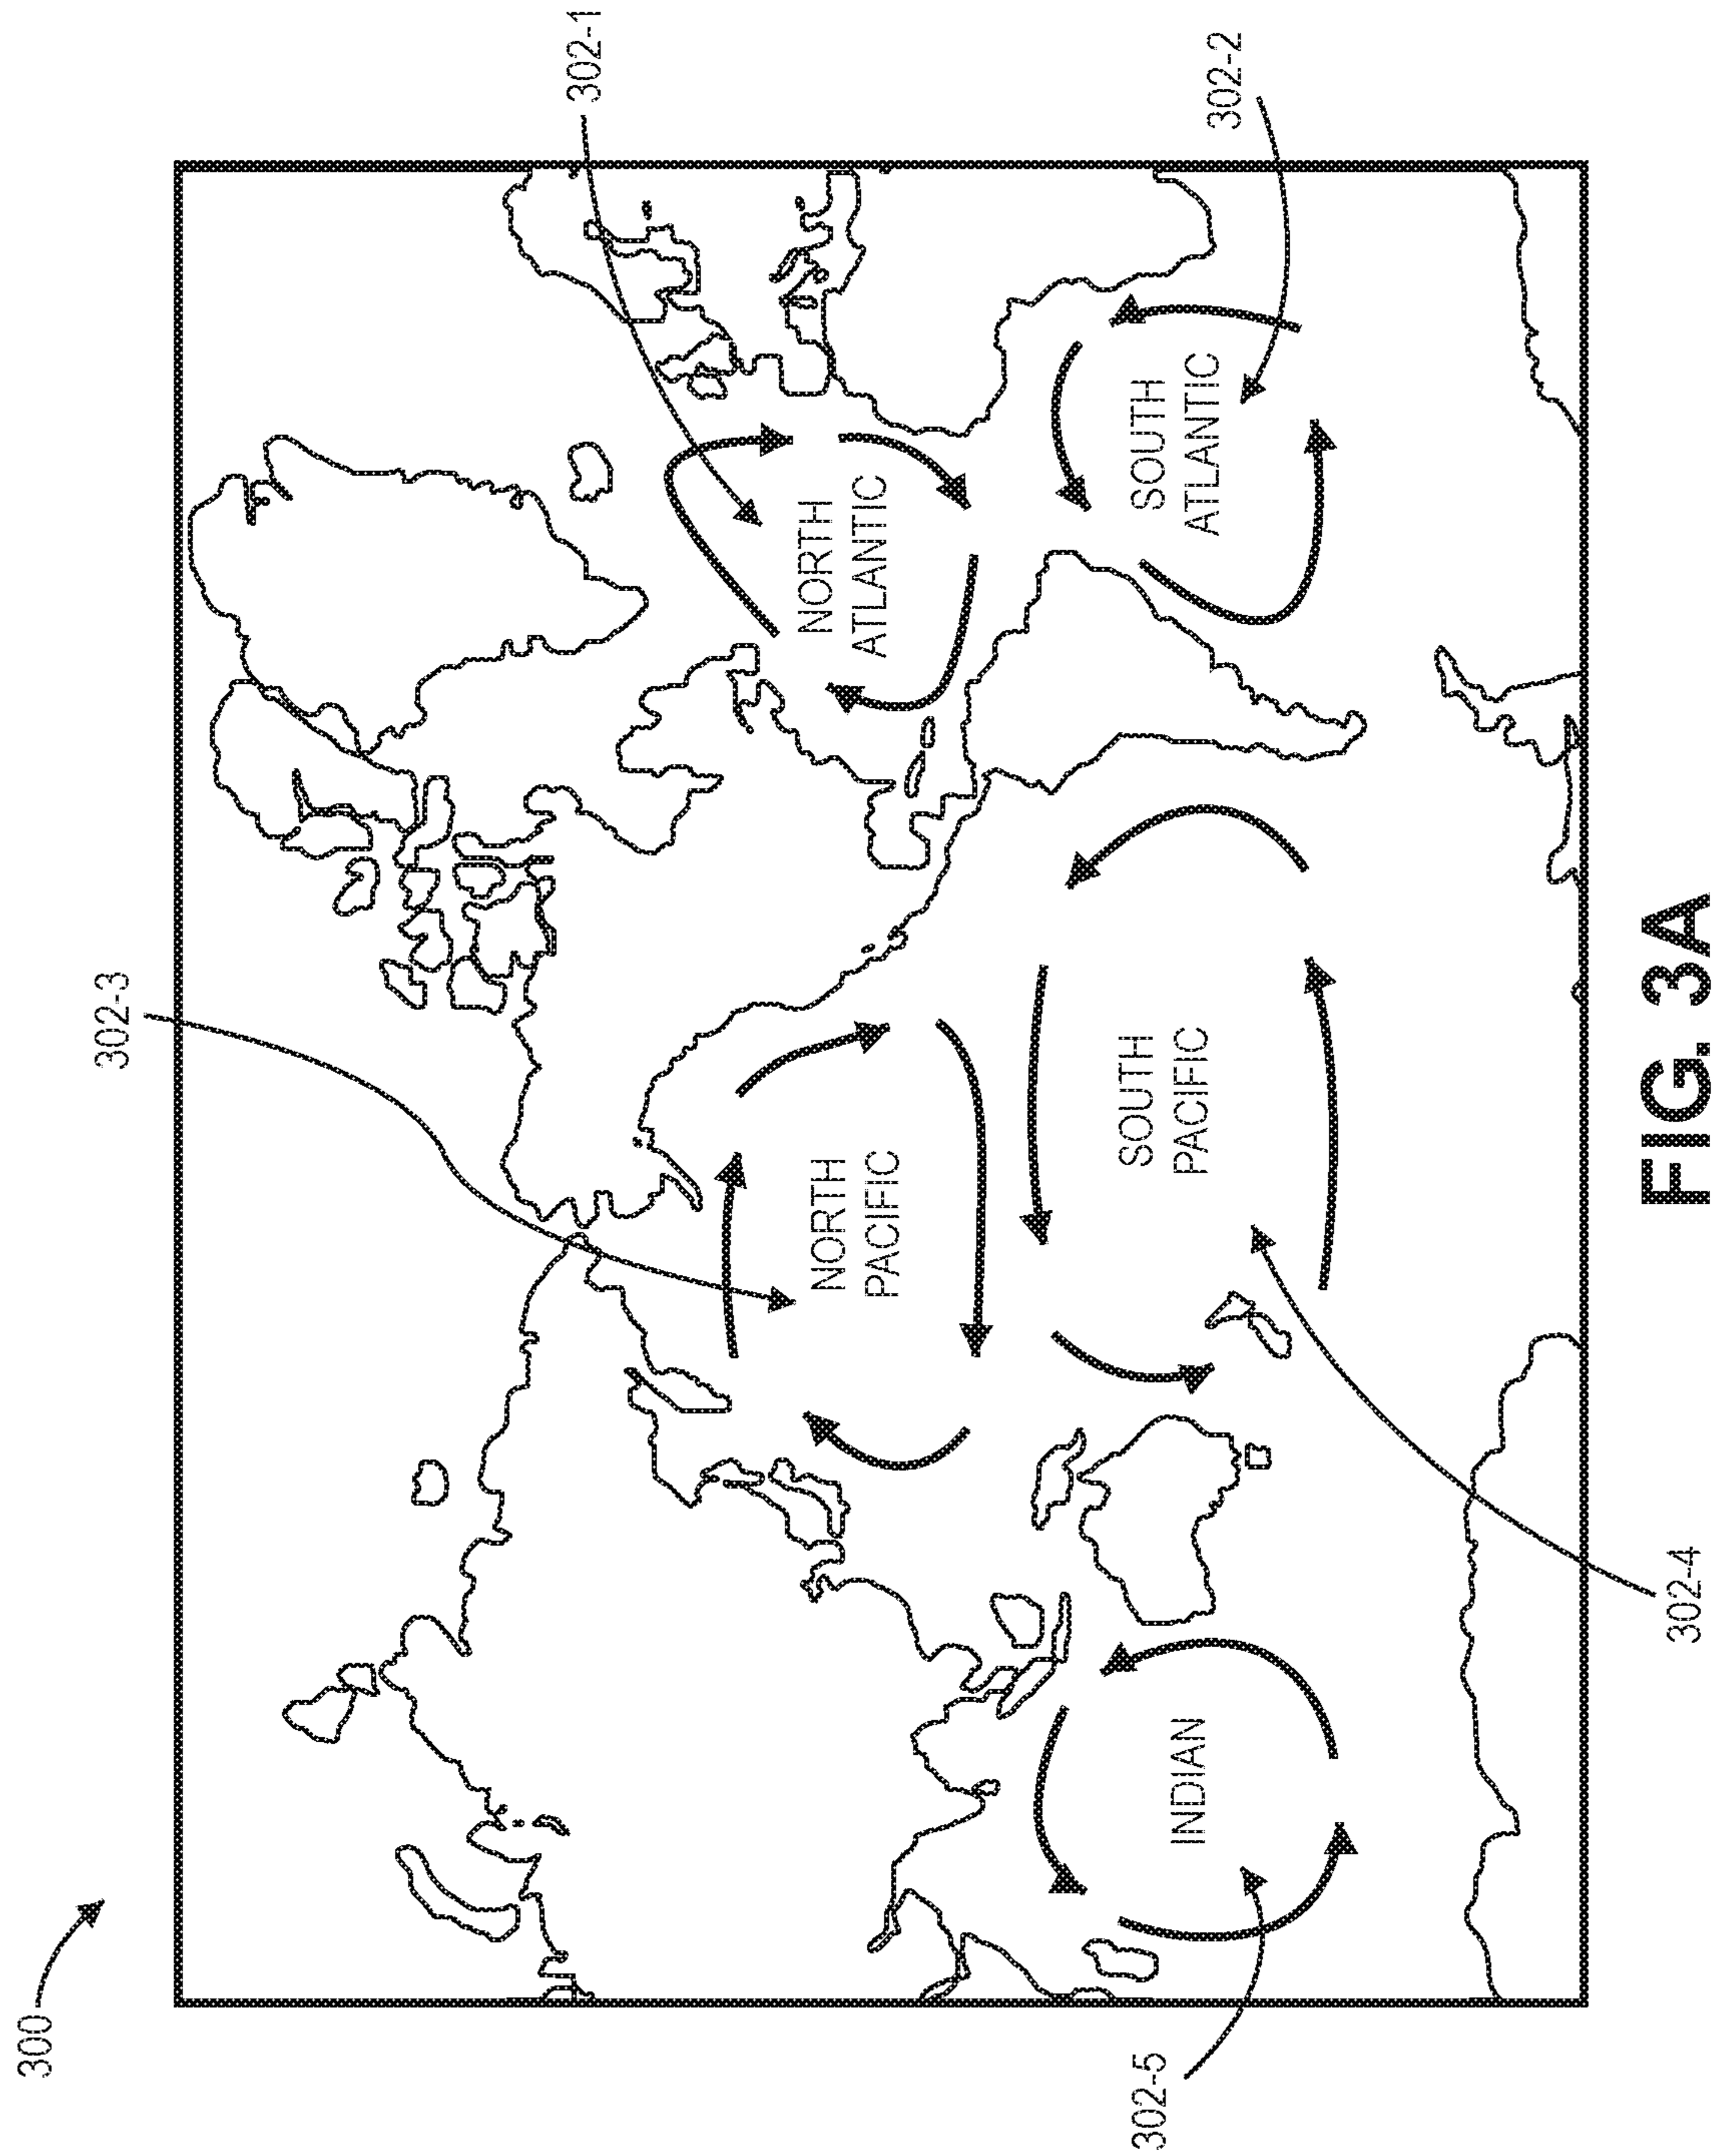 300
302-3
302-1
NORTH
PACIFIC
NORTH
ATLANTIC
INDIAN
SOUTH
PACIFIC
SOUTH
ATLANTIC
302-5
302-4
302-2
FIG. 3A